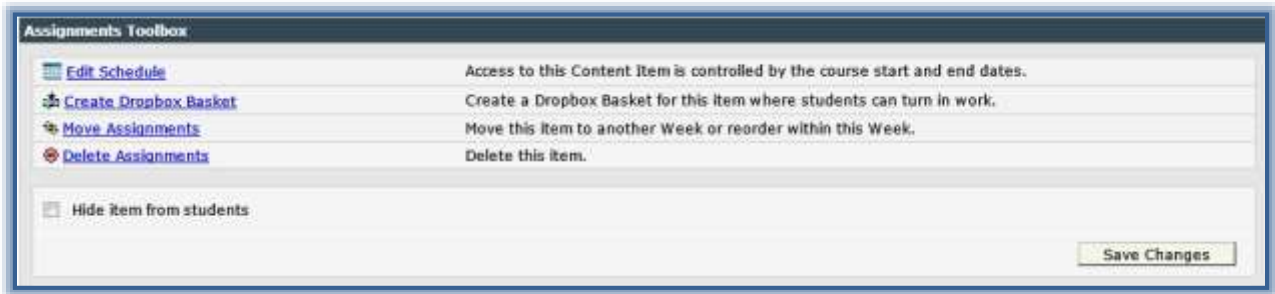 Assignments Toolbox
Edit Schedule Access to this Content Item is controlled by the course start and end dates.
Create Dropbox Basket Create a Dropbox Basket for this item where students can turn in work.
Move Assignments Move this item to another Week or reorder within this Week.
Delete Assignments Delete this item.
Hide item from students
Save Changes